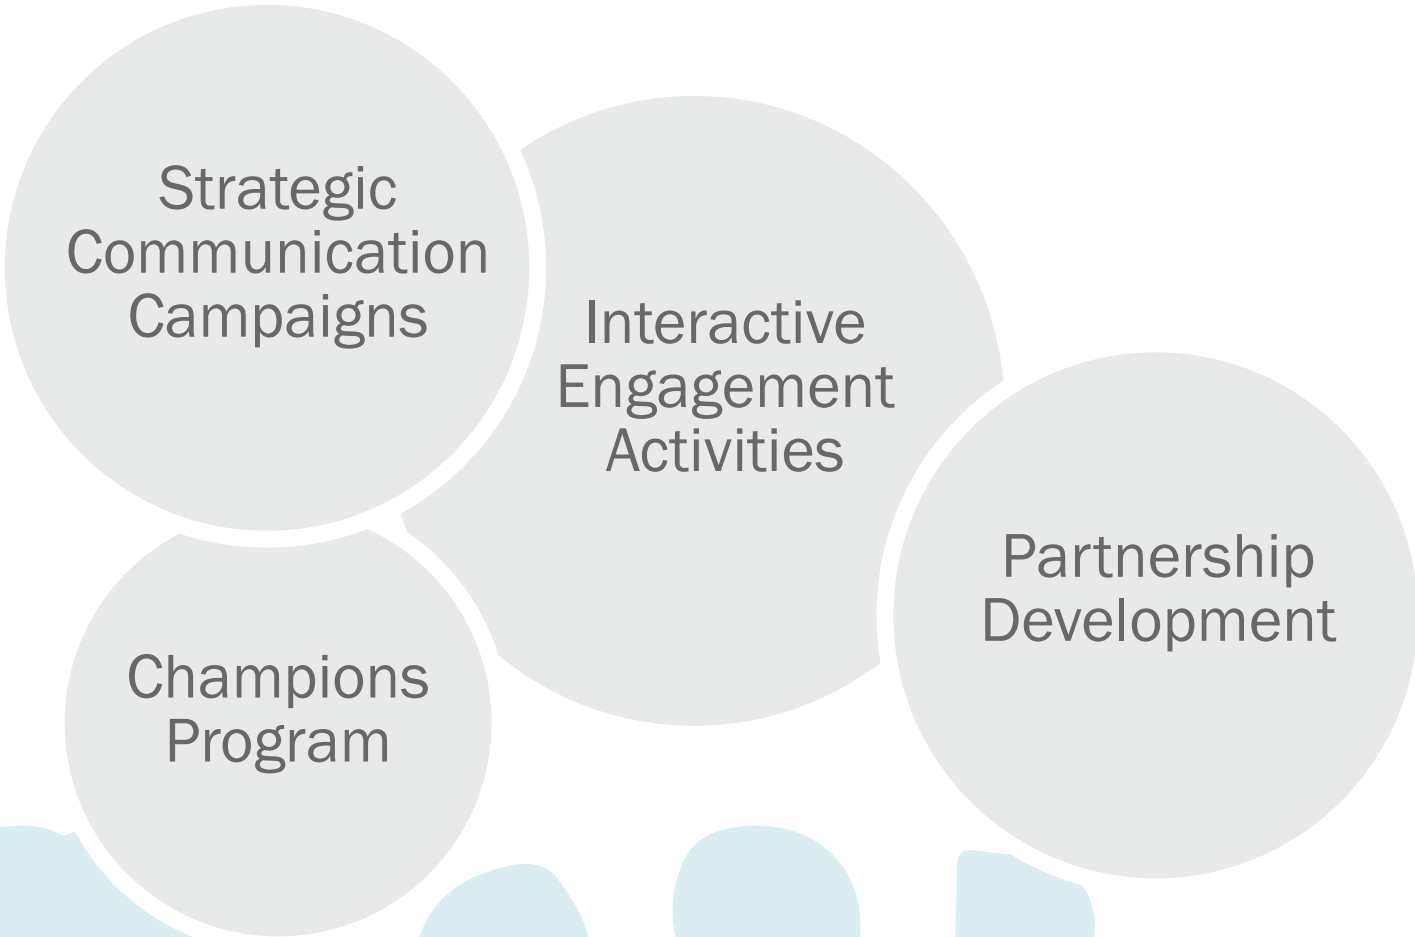 Strategic
Communication
Campaigns
Interactive
Engagement
Activities
Partnership
Development
Champions
Program